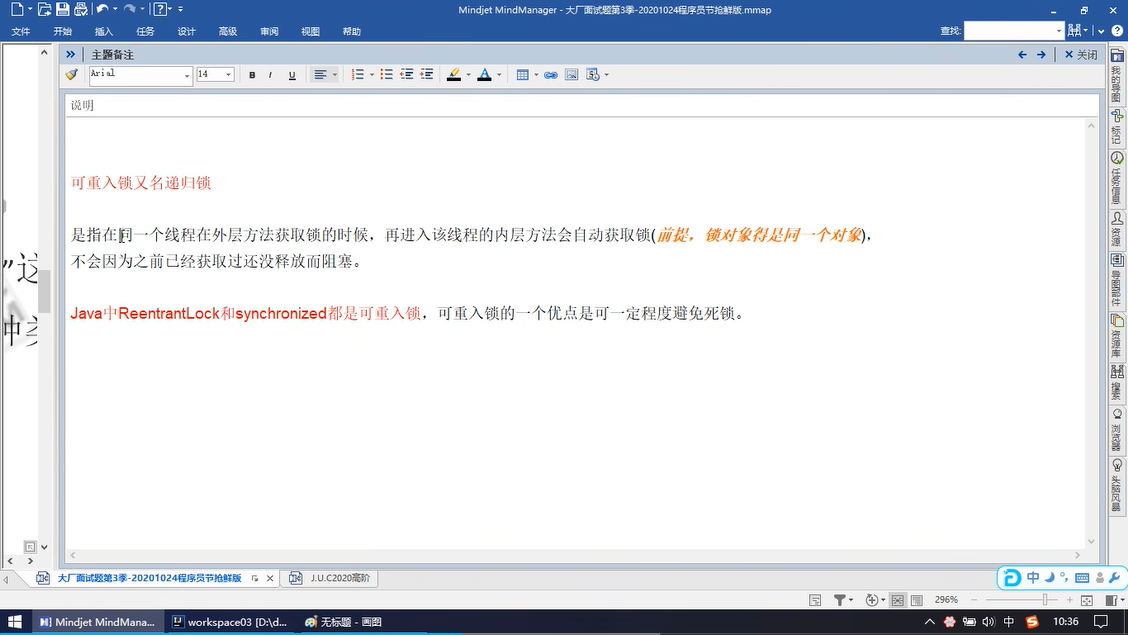 Mindjet MindManager - 大厂面试题第3季-20201024程序员节抢鲜版.mmap
文件 开始 插入 任务 设计 高级 审阅 视图 帮助 查找:
主题备注 关闭
Arial 14 B I U
说明
可重入锁又名递归锁
是指在同一个线程在外层方法获取锁的时候，再进入该线程的内层方法会自动获取锁(前提，锁对象得是同一个对象)，
不会因为之前已经获取过还没释放而阻塞。
Java中ReentrantLock和synchronized都是可重入锁，可重入锁的一个优点是可一定程度避免死锁。
”这
中
我的导图
标记
任务信息
资源
导图部件
资源库
搜索
浏览器
头脑风暴
大厂面试题第3季-20201024程序员节抢鲜版 J.U.C2020高阶
中
296%
Mindjet MindMana... workspace03 [D:\d... 无标题 - 画图 中 10:36